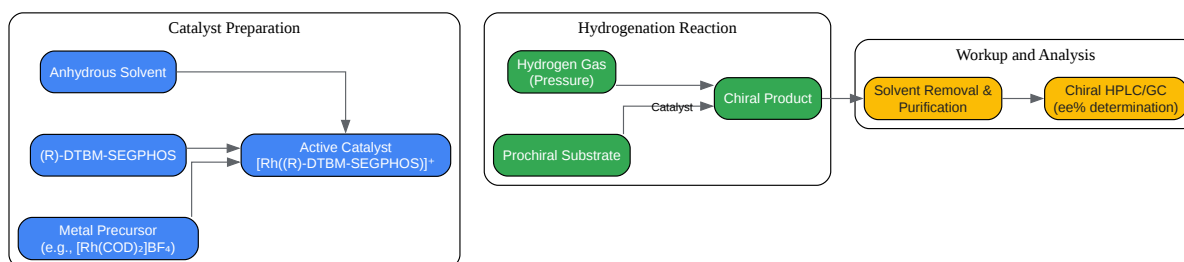 Catalyst Preparation
Anhydrous Solvent
(R)-DTBM-SEGPHOS
Metal Precursor
(e.g., [Rh(COD)₂]BF₄)
Active Catalyst
[Rh((R)-DTBM-SEGPHOS)]⁺
Hydrogenation Reaction
Hydrogen Gas
(Pressure)
Prochiral Substrate
Catalyst
Chiral Product
Workup and Analysis
Solvent Removal &
Purification
Chiral HPLC/GC
(ee% determination)